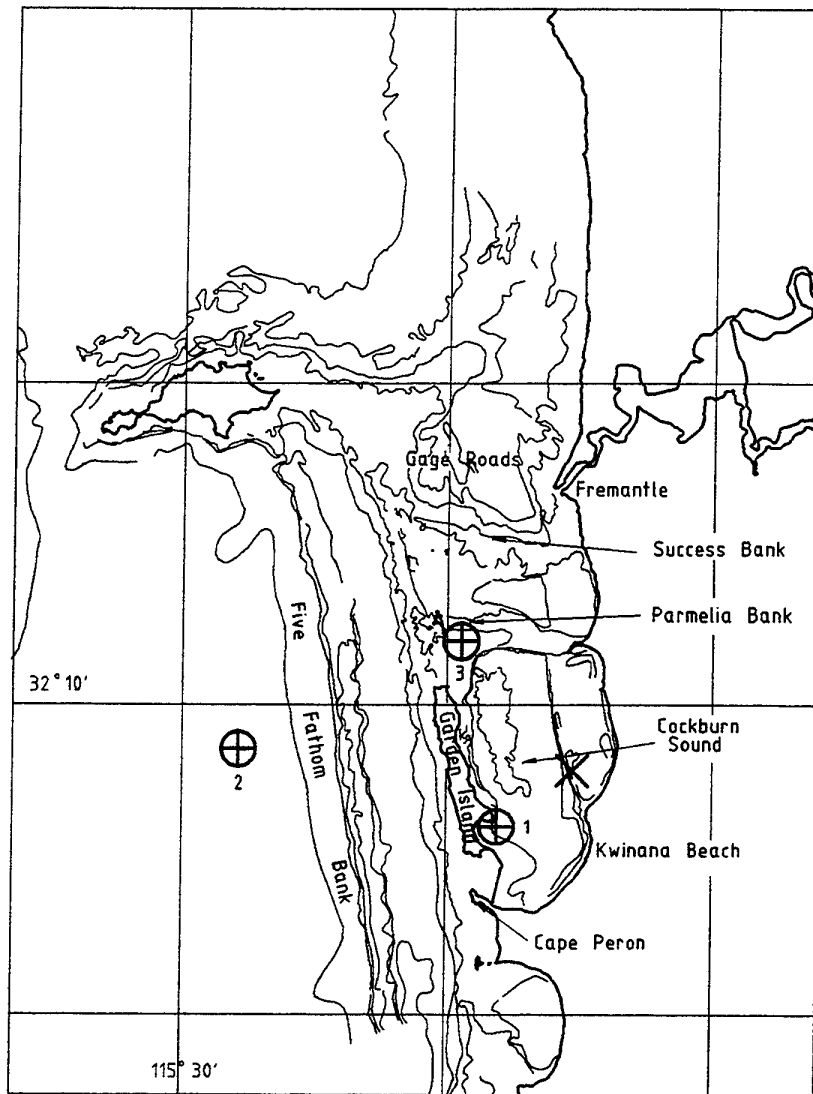 Gage Roads
Fremantle
Success Bank
Five
Parmelia Bank
3
32° 10'
Fathom
Garden Island
Cockburn
Sound
2
1
Bank
Kwinana Beach
Cape Peron
115° 30'